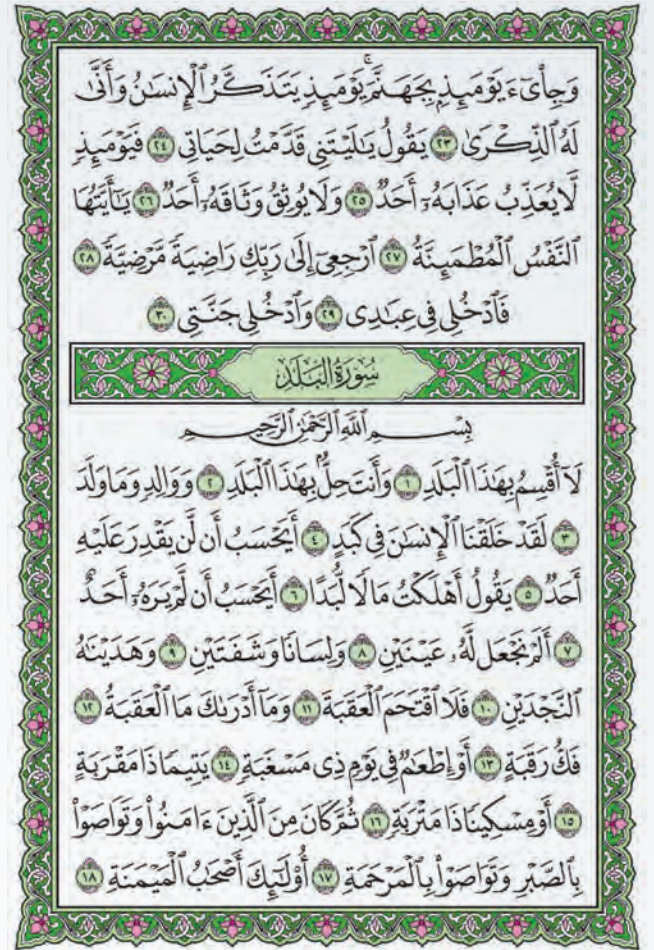 وَجِا۟ىٓءَ يَوْمَئِذٍۭ بِجَهَنَّمَ ۚ يَوْمَئِذٍ يَتَذَكَّرُ ٱلْإِنسَٰنُ وَأَنَّىٰ
لَهُ ٱلذِّكْرَىٰ ٢٣ يَقُولُ يَٰلَيْتَنِى قَدَّمْتُ لِحَيَاتِى ٢٤ فَيَوْمَئِذٍ
لَّا يُعَذِّبُ عَذَابَهُۥٓ أَحَدٌ ٢٥ وَلَا يُوثِقُ وَثَاقَهُۥٓ أَحَدٌ ٢٦ يَٰٓأَيَّتُهَا
ٱلنَّفْسُ ٱلْمُطْمَئِنَّةُ ٢٧ ٱرْجِعِىٓ إِلَىٰ رَبِّكِ رَاضِيَةً مَّرْضِيَّةً ٢٨
فَٱدْخُلِى فِى عِبَٰدِى ٢٩ وَٱدْخُلِى جَنَّتِى ٣٠
سُورَةُ الْبَلَدِ
بِسْمِ ٱللَّهِ ٱلرَّحْمَٰنِ ٱلرَّحِيمِ
لَآ أُقْسِمُ بِهَٰذَا ٱلْبَلَدِ ١ وَأَنتَ حِلٌّۢ بِهَٰذَا ٱلْبَلَدِ ٢ وَوَالِدٍ وَمَا وَلَدَ
٣ لَقَدْ خَلَقْنَا ٱلْإِنسَٰنَ فِى كَبَدٍ ٤ أَيَحْسَبُ أَن لَّن يَقْدِرَ عَلَيْهِ
أَحَدٌ ٥ يَقُولُ أَهْلَكْتُ مَالًا لُّبَدًا ٦ أَيَحْسَبُ أَن لَّمْ يَرَهُۥٓ أَحَدٌ
٧ أَلَمْ نَجْعَل لَّهُۥ عَيْنَيْنِ ٨ وَلِسَانًا وَشَفَتَيْنِ ٩ وَهَدَيْنَٰهُ
ٱلنَّجْدَيْنِ ١٠ فَلَا ٱقْتَحَمَ ٱلْعَقَبَةَ ١١ وَمَآ أَدْرَىٰكَ مَا ٱلْعَقَبَةُ ١٢
فَكُّ رَقَبَةٍ ١٣ أَوْ إِطْعَٰمٌ فِى يَوْمٍ ذِى مَسْغَبَةٍ ١٤ يَتِيمًا ذَا مَقْرَبَةٍ
١٥ أَوْ مِسْكِينًا ذَا مَتْرَبَةٍ ١٦ ثُمَّ كَانَ مِنَ ٱلَّذِينَ ءَامَنُوا۟ وَتَوَاصَوْا۟
بِٱلصَّبْرِ وَتَوَاصَوْا۟ بِٱلْمَرْحَمَةِ ١٧ أُو۟لَٰٓئِكَ أَصْحَٰبُ ٱلْمَيْمَنَةِ ١٨